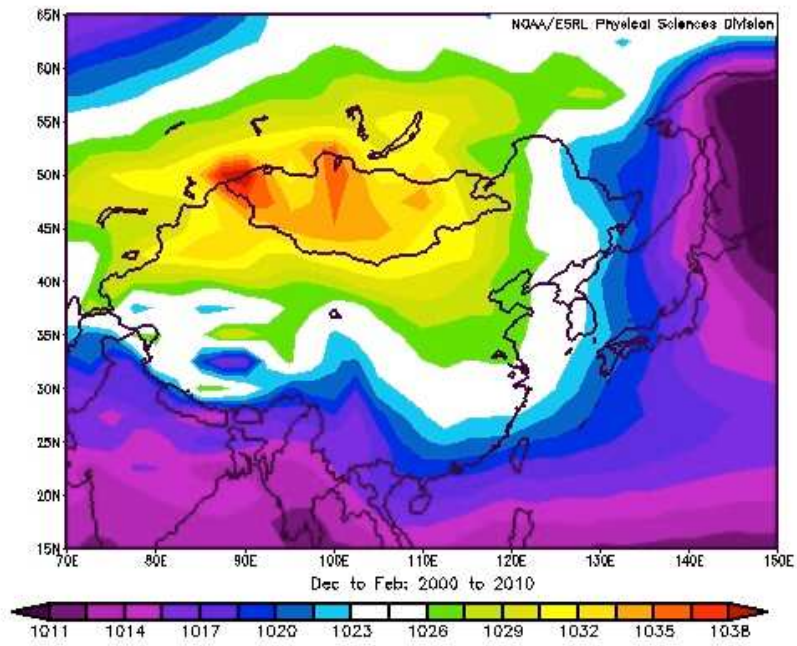 65N
NOAA/ESRL Physical Sciences Division
60N
55N
50N
45N
40N
35N
30N
25N
20N
15N
70E 80E 90E 100E 110E 120E 130E 140E 150E
Dec to Feb: 2000 to 2010
1011 1014 1017 1020 1023 1026 1029 1032 1035 1038